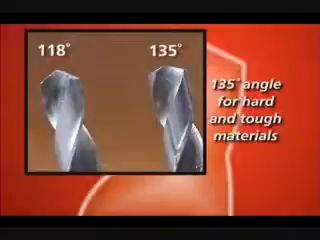 118° 135°
135° angle
for hard
and tough
materials